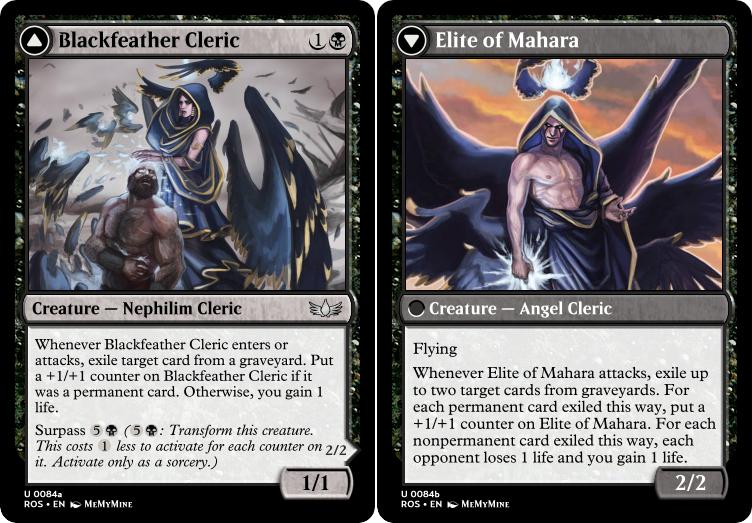 Blackfeather Cleric 1
Creature — Nephilim Cleric
Whenever Blackfeather Cleric enters or
attacks, exile target card from a graveyard. Put
a +1/+1 counter on Blackfeather Cleric if it
was a permanent card. Otherwise, you gain 1
life.
Surpass 5 (5 : Transform this creature.
This costs 1 less to activate for each counter on
it. Activate only as a sorcery.)
2/2
1/1
U 0084a
ROS • EN MeMyMine
Elite of Mahara
Creature — Angel Cleric
Flying
Whenever Elite of Mahara attacks, exile up
to two target cards from graveyards. For
each permanent card exiled this way, put a
+1/+1 counter on Elite of Mahara. For each
nonpermanent card exiled this way, each
opponent loses 1 life and you gain 1 life.
2/2
U 0084b
ROS • EN MeMyMine